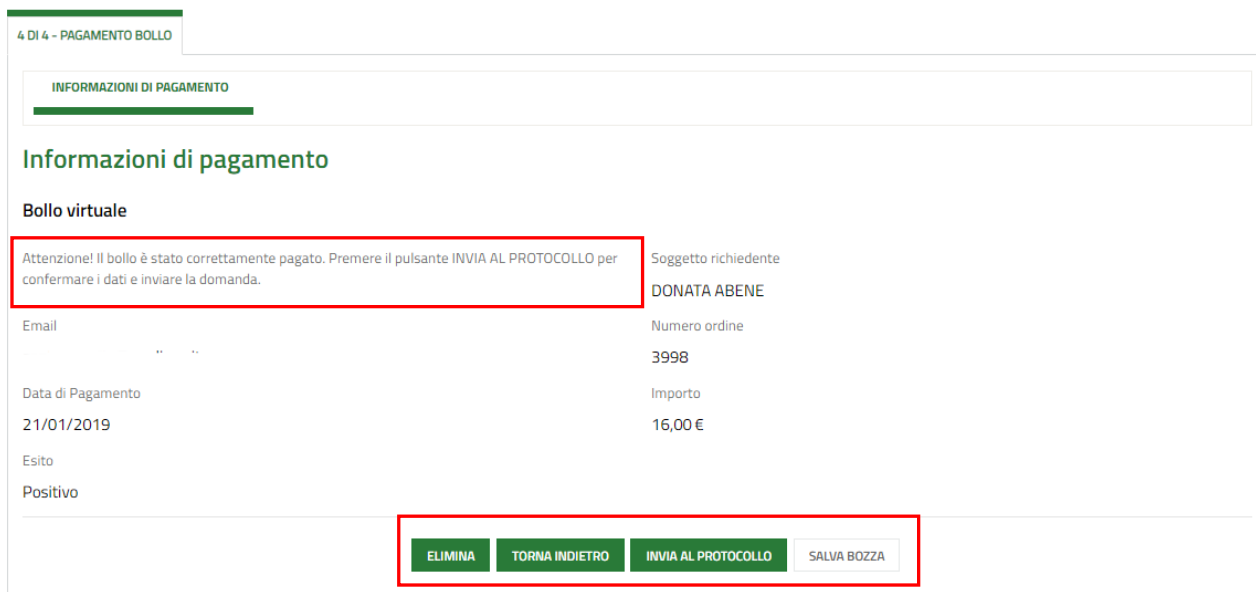 4 DI 4 - PAGAMENTO BOLLO
INFORMAZIONI DI PAGAMENTO
Informazioni di pagamento
Bollo virtuale
Attenzione! Il bollo è stato correttamente pagato. Premere il pulsante INVIA AL PROTOCOLLO per
confermare i dati e inviare la domanda.
Soggetto richiedente
DONATA ABENE
Email
Numero ordine
3998
Data di Pagamento
21/01/2019
Importo
16,00 €
Esito
Positivo
ELIMINA
TORNA INDIETRO
INVIA AL PROTOCOLLO
SALVA BOZZA